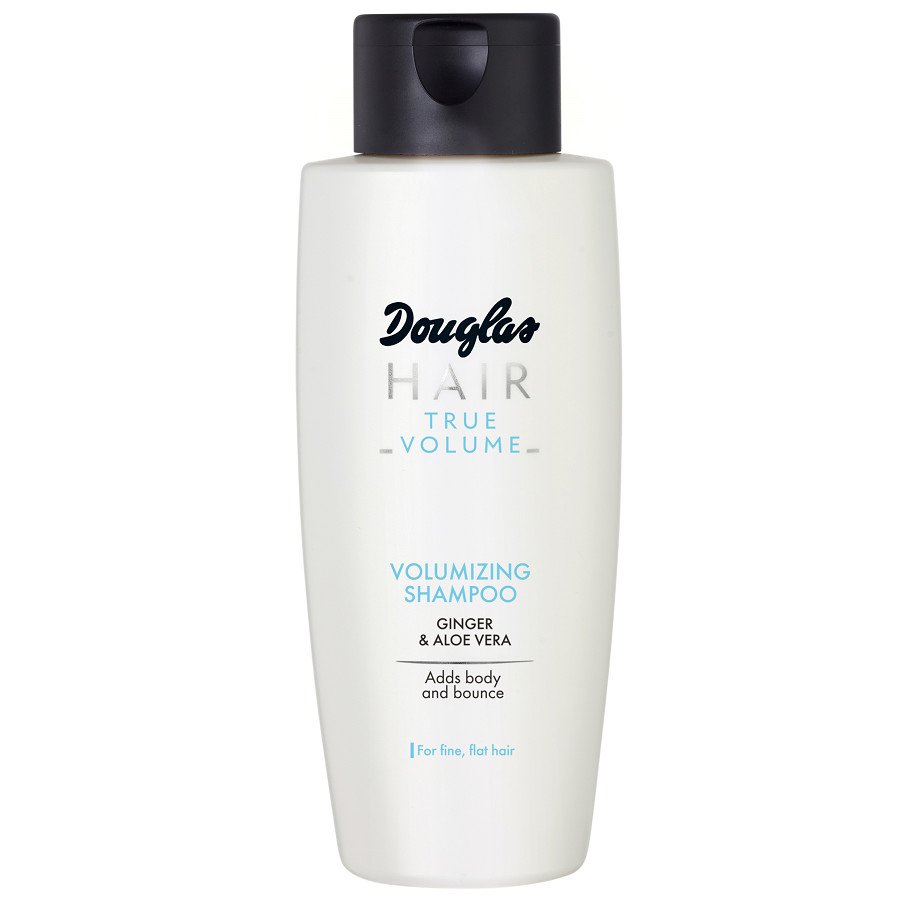 Douglas
HAIR
TRUE
VOLUME
VOLUMIZING
SHAMPOO
GINGER
& ALOE VERA
Adds body
and bounce
For fine, flat hair